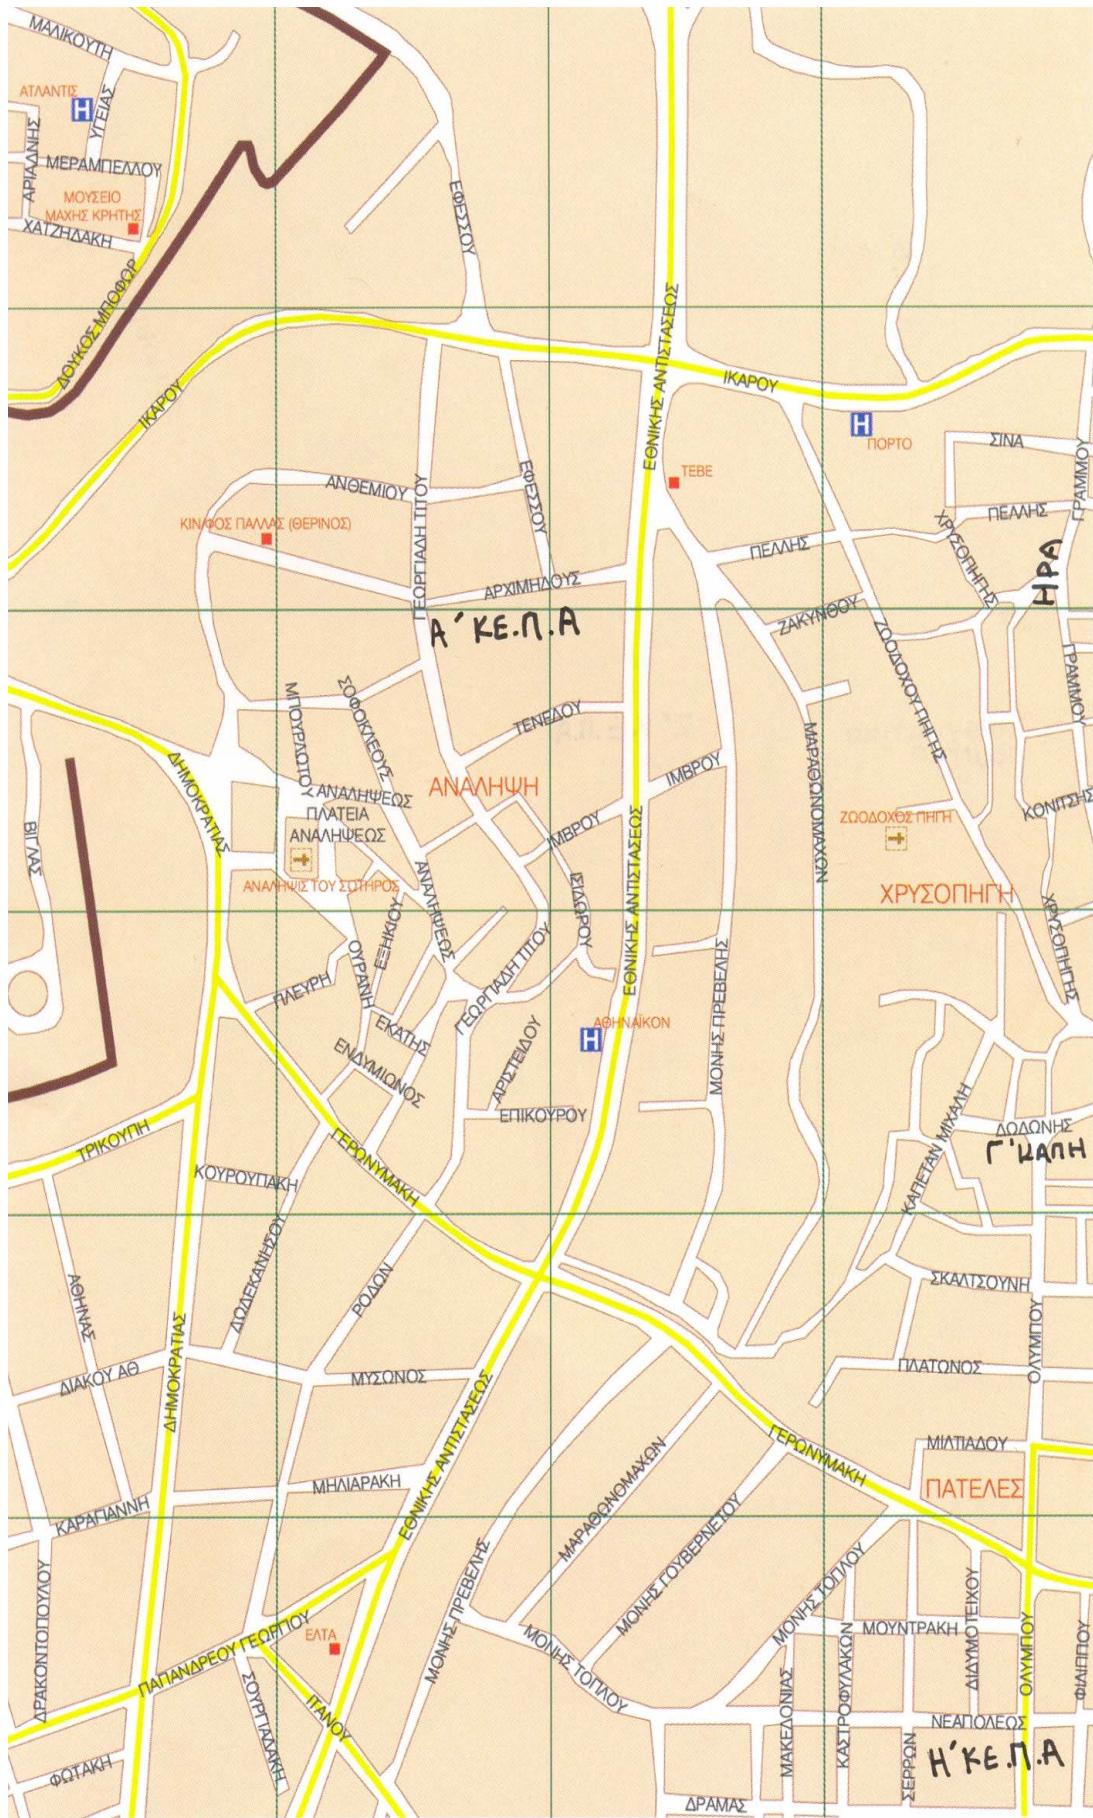 ΜΑΛΙΚΟΥΤΗ
ΑΤΛΑΝΤΙΣ
H
ΥΓΕΙΑΣ
ΑΡΙΑΔΝΗΣ
ΜΕΡΑΜΠΕΛΛΟΥ
ΜΟΥΣΕΙΟ
ΜΑΧΗΣ ΚΡΗΤΗΣ
ΧΑΤΖΗΔΑΚΗ
ΕΦΕΣΣΟΥ
ΔΟΥΚΟΣ ΜΠΟΦΩΡ
ΕΘΝΙΚΗΣ ΑΝΤΙΣΤΑΣΕΩΣ
ΙΚΑΡΟΥ
ΙΚΑΡΟΥ
H
ΠΟΡΤΟ
ΣΙΝΑ
ΓΡΑΜΜΟΥ
ΤΕΒΕ
ΑΝΘΕΜΙΟΥ
ΓΕΩΡΓΙΑΔΗ ΤΙΤΟΥ
ΕΦΕΣΣΟΥ
ΚΙΝ/ΦΟΣ ΠΑΛΛΑΣ (ΘΕΡΙΝΟΣ)
ΠΕΛΛΗΣ
ΧΡΥΣΟΠΗΓΗΣ
ΠΕΛΛΗΣ
ΗΡΑ
ΑΡΧΙΜΗΔΟΥΣ
Α΄ ΚΕ.Π.Α
ΖΑΚΥΝΘΟΥ
ΖΩΟΔΟΧΟΥ ΠΗΓΗΣ
ΓΡΑΜΜΟΥ
ΜΠΟΥΡΛΩΤΟΥ
ΣΟΦΟΚΛΕΟΥΣ
ΤΕΝΕΔΟΥ
ΜΑΡΑΘΩΝΟΜΑΧΩΝ
ΔΗΜΟΚΡΑΤΙΑΣ
ΙΜΒΡΟΥ
ΑΝΑΛΗΨΗ
ΑΝΑΛΗΨΕΩΣ
ΠΛΑΤΕΙΑ
ΑΝΑΛΗΨΕΩΣ
ΙΜΒΡΟΥ
ΕΘΝΙΚΗΣ ΑΝΤΙΣΤΑΣΕΩΣ
ΖΩΟΔΟΧΟΣ ΠΗΓΗ
ΚΟΝΙΤΣΗΣ
ΒΙΓΛΑΣ
ΑΝΑΛΗΨΙΣ ΤΟΥ ΣΩΤΗΡΟΣ
ΑΝΑΛΗΨΕΩΣ
ΙΣΙΔΩΡΟΥ
ΧΡΥΣΟΠΗΓΗ
ΧΡΥΣΟΠΗΓΗΣ
ΕΞΗΚΙΟΥ
ΟΥΡΑΝΗ
ΠΛΕΥΡΗ
ΓΕΩΡΓΙΑΔΗ ΤΙΤΟΥ
ΜΟΝΗΣ ΠΡΕΒΕΛΗΣ
ΕΚΑΤΗΣ
H
ΑΘΗΝΑΪΚΟΝ
ΕΝΔΥΜΙΩΝΟΣ
ΑΡΙΣΤΕΙΔΟΥ
ΕΠΙΚΟΥΡΟΥ
ΚΑΠΕΤΑΝ ΜΙΧΑΛΗ
ΔΩΔΩΝΗΣ
Γ' ΚΑΠΗ
ΤΡΙΚΟΥΠΗ
ΓΕΡΩΝΥΜΑΚΗ
ΚΟΥΡΟΥΠΑΚΗ
ΔΩΔΕΚΑΝΗΣΟΥ
ΡΟΔΩΝ
ΑΘΗΝΑΣ
ΣΚΑΛΤΣΟΥΝΗ
ΟΛΥΜΠΟΥ
ΔΗΜΟΚΡΑΤΙΑΣ
ΔΙΑΚΟΥ ΑΘ
ΜΥΣΩΝΟΣ
ΕΘΝΙΚΗΣ ΑΝΤΙΣΤΑΣΕΩΣ
ΠΛΑΤΩΝΟΣ
ΓΕΡΩΝΥΜΑΚΗ
ΜΙΛΤΙΑΔΟΥ
ΠΑΤΕΛΕΣ
ΜΗΛΙΑΡΑΚΗ
ΚΑΡΑΓΙΑΝΝΗ
ΜΑΡΑΘΩΝΟΜΑΧΩΝ
ΜΟΝΗΣ ΓΟΥΒΕΡΝΕΤΟΥ
ΜΟΝΗΣ ΠΡΕΒΕΛΗΣ
ΜΟΝΗΣ ΤΟΠΛΟΥ
ΔΡΑΚΟΝΤΟΠΟΥΛΟΥ
ΠΑΠΑΝΔΡΕΟΥ ΓΕΩΡΓΙΟΥ
ΕΛΤΑ
ΜΟΝΗΣ ΤΟΠΛΟΥ
ΚΑΣΤΡΟΦΥΛΑΚΩΝ
ΜΟΥΝΤΡΑΚΗ
ΔΙΔΥΜΟΤΕΙΧΟΥ
ΟΛΥΜΠΟΥ
ΦΙΛΙΠΠΟΥ
ΣΟΥΡΓΙΑΔΑΚΗ
ΙΤΑΝΟΥ
ΜΑΚΕΔΟΝΙΑΣ
ΝΕΑΠΟΛΕΩΣ
ΣΕΡΡΩΝ
Η' ΚΕ.Π.Α
ΦΩΤΑΚΗ
ΔΡΑΜΑΣ